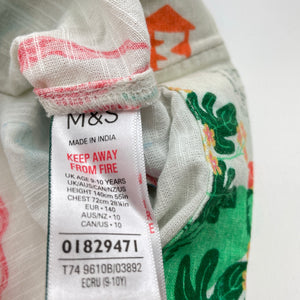 M&S
MADE IN INDIA
KEEP AWAY
FROM FIRE
UK AGE 9-10 YEARS
UK/AUS/CAN/NZ/US
HEIGHT 140cm 55in
CHEST 72cm 28¼in
EUR • 140
AUS/NZ • 10
CAN/US • 10
01829471
T74 9610B/03892
ECRU (9-10Y)